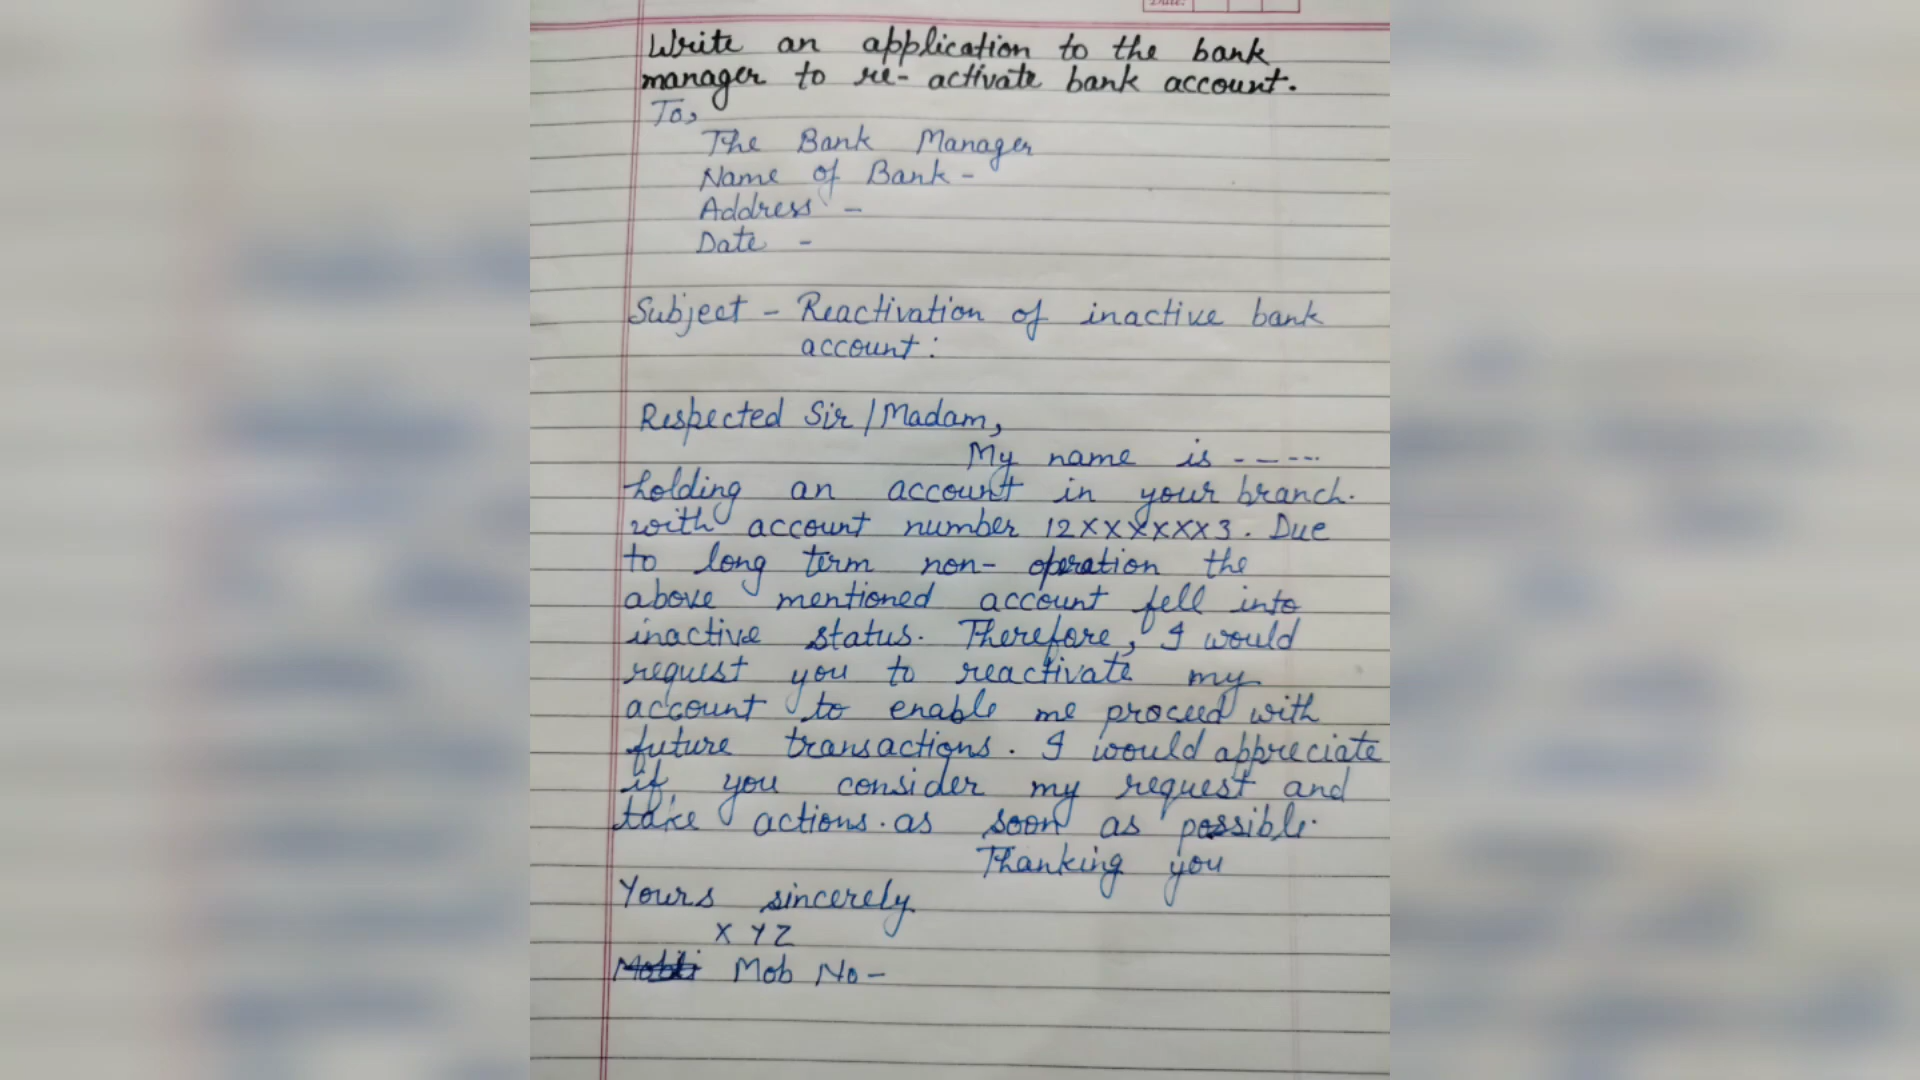 Date:
Write an application to the bank
manager to re-activate bank account.
To,
The Bank Manager
Name of Bank -
Address -
Date -
Subject - Reactivation of inactive bank
account:
Respected Sir/Madam,
My name is -----
holding an account in your branch.
with account number 12XXXXXX3. Due
to long term non-operation the
above mentioned account fell into
inactive status. Therefore, I would
request you to reactivate my
account to enable me proceed with
future transactions. I would appreciate
if you consider my request and
take actions.as soon as possible.
Thanking you
Yours sincerely
XYZ
Mob No-